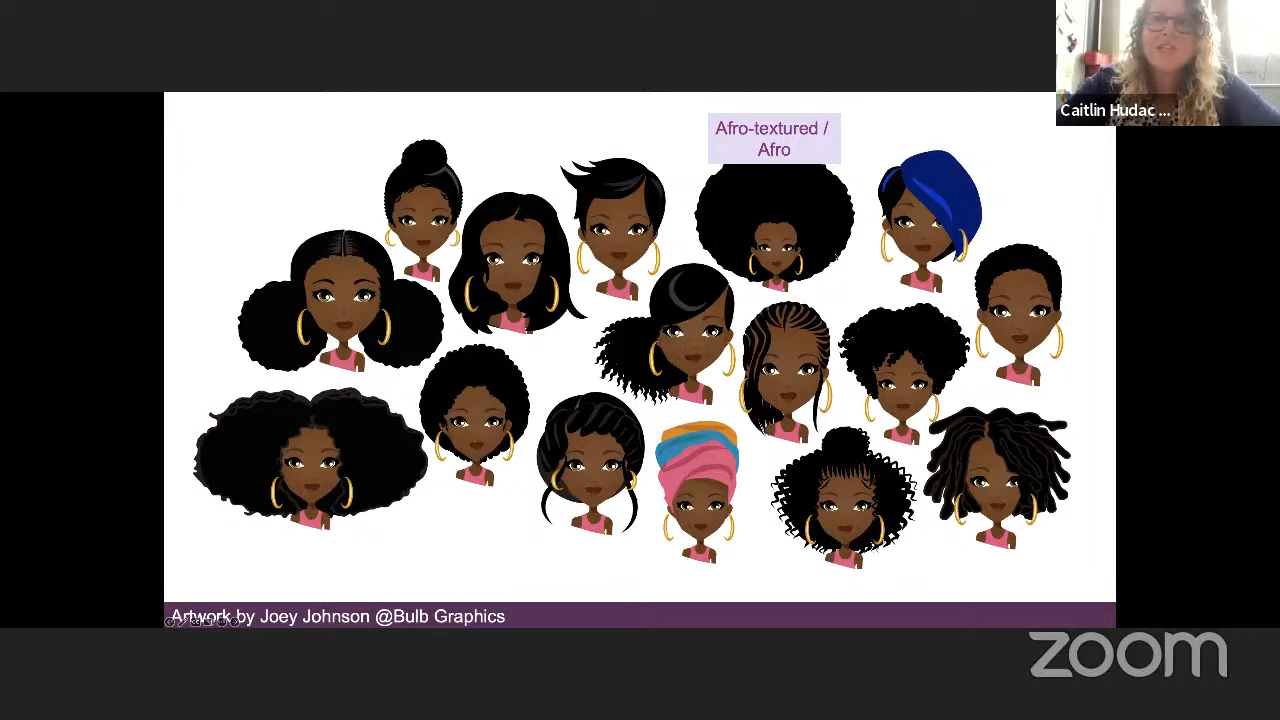 Caitlin Hudac ...
Afro-textured /
Afro
Artwork by Joey Johnson @Bulb Graphics
zoom